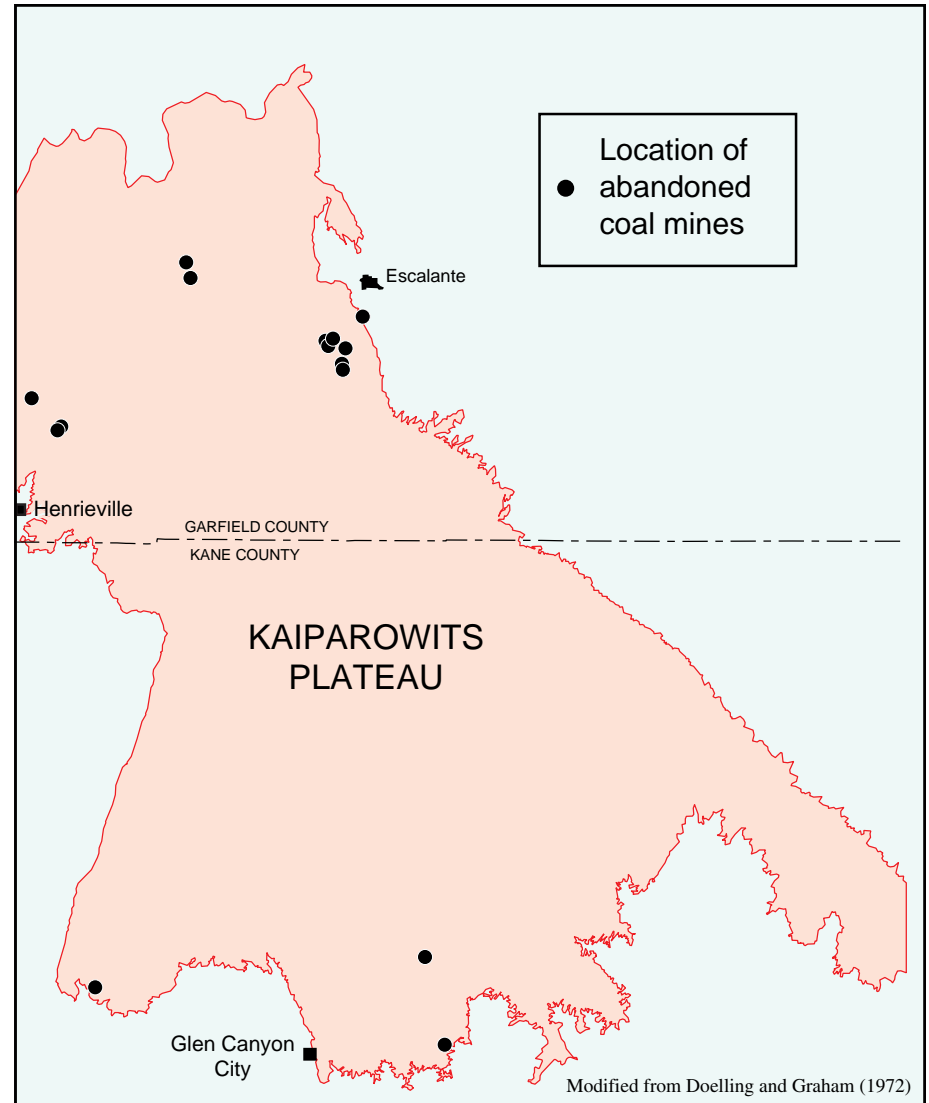 Location of
abandoned
coal mines
Escalante
Henrieville
GARFIELD COUNTY
KANE COUNTY
KAIPAROWITS
PLATEAU
Glen Canyon
City
Modified from Doelling and Graham (1972)